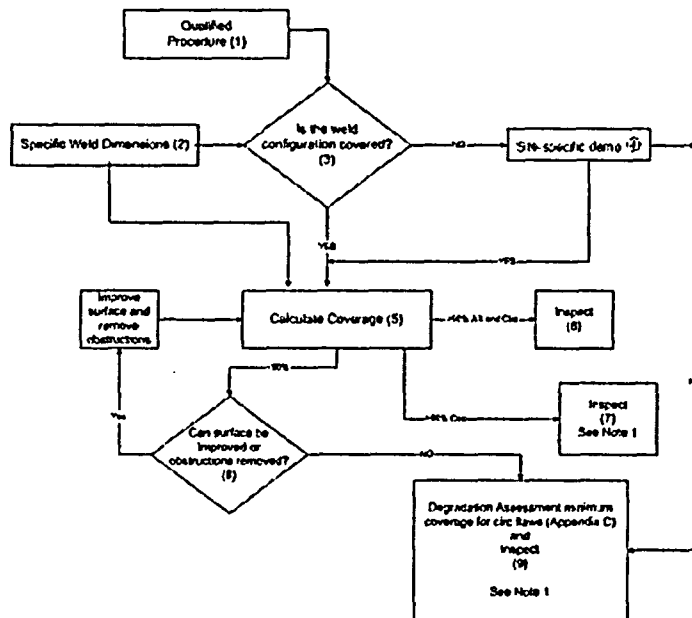 Qualified
Procedure (1)
Is the weld
configuration covered?
(3)
Specific Weld Dimensions (2)
NO
Site-specific demo
YES
YES
Improve
surface and
remove
obstructions
Calculate Coverage (5)
Ax and Circ
Inspect
(6)
Yes
Circ
Inspect
(7)
See Note 1
Can surface be
improved or
obstructions removed?
(8)
NO
Degradation Assessment minimum
coverage for circ flaws (Appendix C)
and
Inspect
(9)
See Note 1